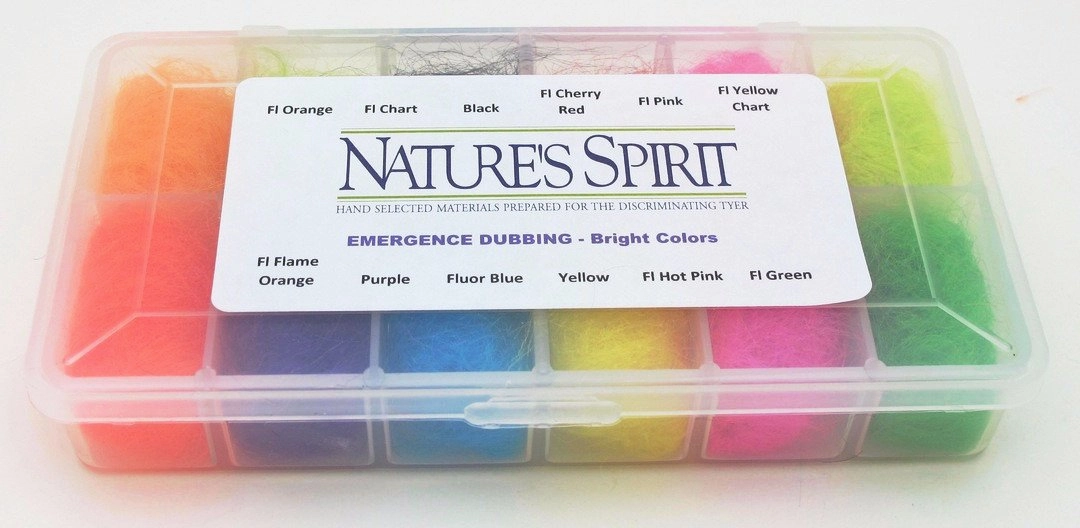 Fl Orange Fl Chart Black Fl Cherry Red Fl Pink Fl Yellow Chart
NATURE'S SPIRIT
HAND SELECTED MATERIALS PREPARED FOR THE DISCRIMINATING TYER
EMERGENCE DUBBING - Bright Colors
Fl Flame Orange Purple Fluor Blue Yellow Fl Hot Pink Fl Green